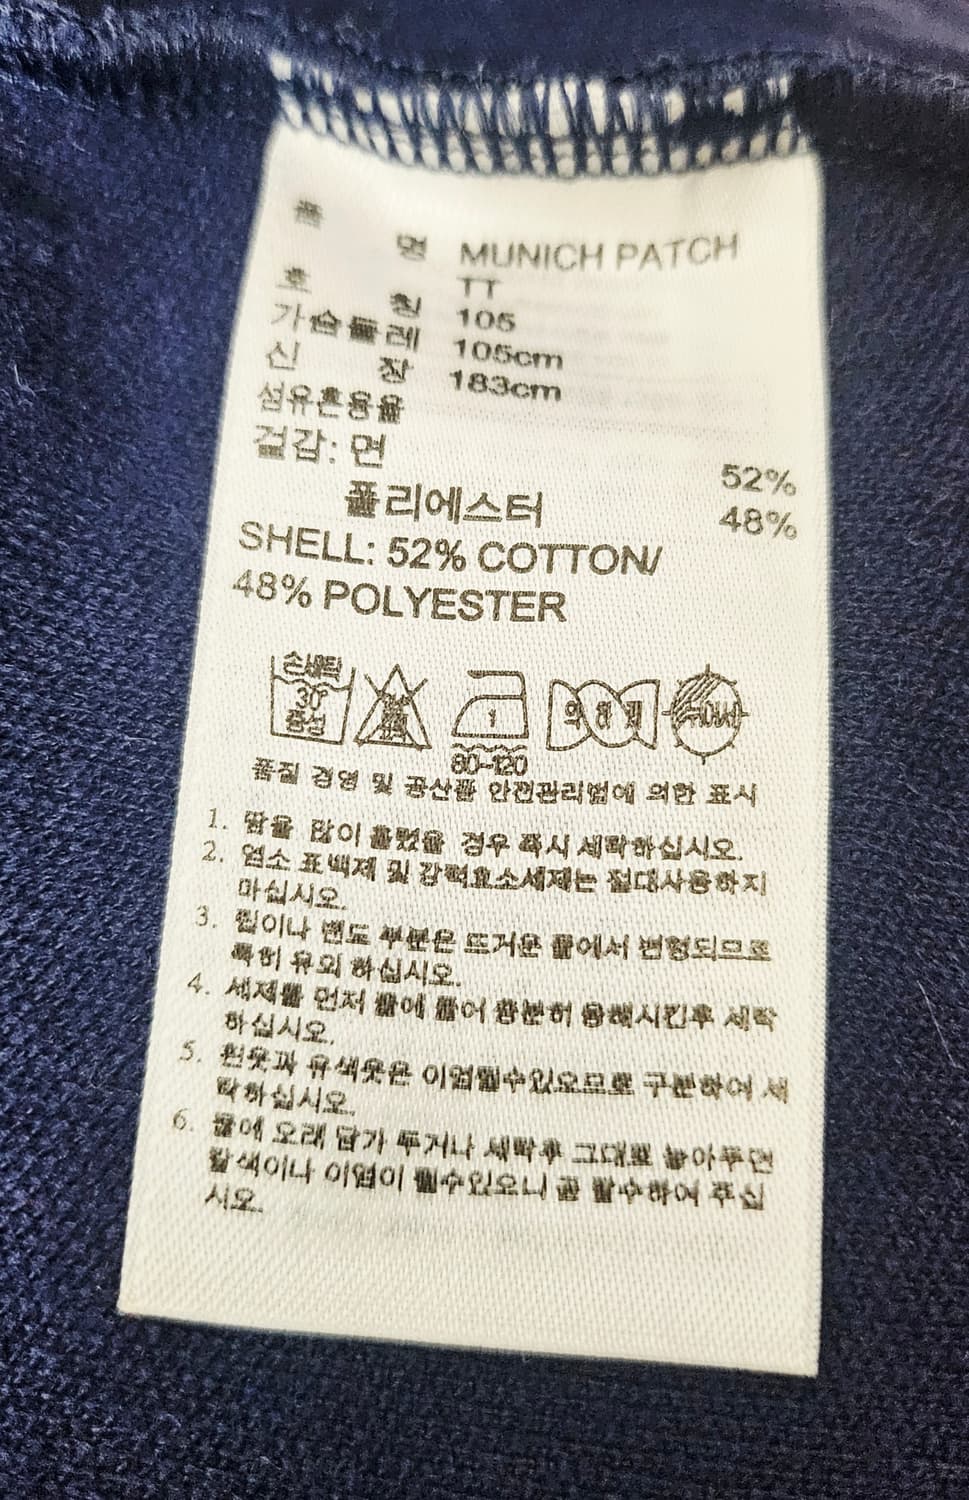 품 명 MUNICH PATCH
TT
호 칭 105
가슴둘레 105cm
신 장 183cm
섬유혼용율
겉감: 면 52%
폴리에스터 48%
SHELL: 52% COTTON/
48% POLYESTER
손세탁
30°
중성
1
80-120
약하게
뉘어서
품질 경영 및 공산품 안전관리법에 의한 표시
1. 땀을 많이 흘렸을 경우 즉시 세탁하십시오.
2. 염소 표백제 및 강력효소세제는 절대사용하지
마십시오.
3. 립이나 밴드 부분은 뜨거운 물에서 변형되므로
특히 유의 하십시오.
4. 세제를 먼저 물에 풀어 충분히 용해시킨후 세탁
하십시오.
5. 흰옷과 유색옷은 이염될수있으므로 구분하여 세
탁하십시오.
6. 물에 오래 담가 두거나 세탁후 그대로 놓아두면
탈색이나 이염이 될수있으니 곧 탈수하여 주십
시오.